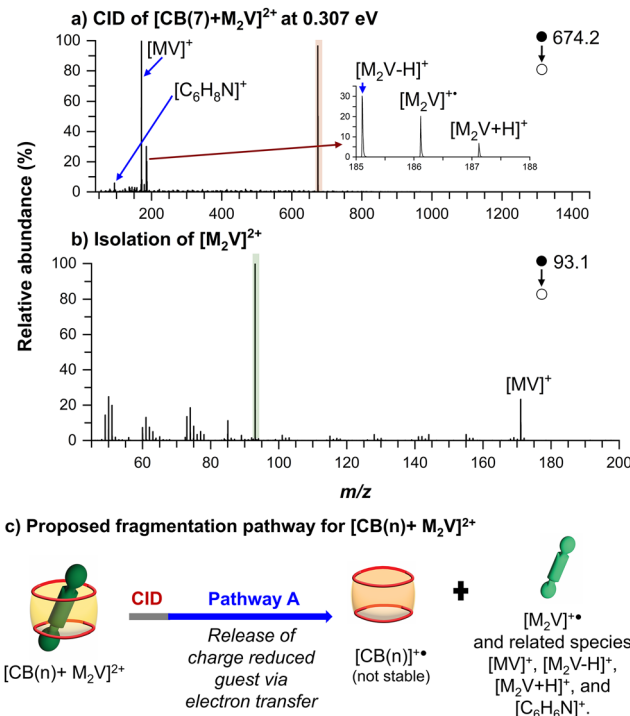 a) CID of [CB(7)+M₂V]²⁺ at 0.307 eV
100
80
60
40
20
0
[MV]⁺
[C₆H₈N]⁺
[M₂V-H]⁺
[M₂V]⁺•
[M₂V+H]⁺
30
20
10
0
185 186 187 188
674.2
200 400 600 800 1000 1200 1400
Relative abundance (%)
b) Isolation of [M₂V]²⁺
100
80
60
40
20
0
93.1
[MV]⁺
60 80 100 120 140 160 180 200
m/z
c) Proposed fragmentation pathway for [CB(n)+ M₂V]²⁺
CID Pathway A
Release of
charge reduced
guest via
electron transfer
[CB(n)+ M₂V]²⁺
[CB(n)]⁺•
(not stable)
+
[M₂V]⁺•
and related species
[MV]⁺, [M₂V-H]⁺,
[M₂V+H]⁺, and
[C₆H₆N]⁺.